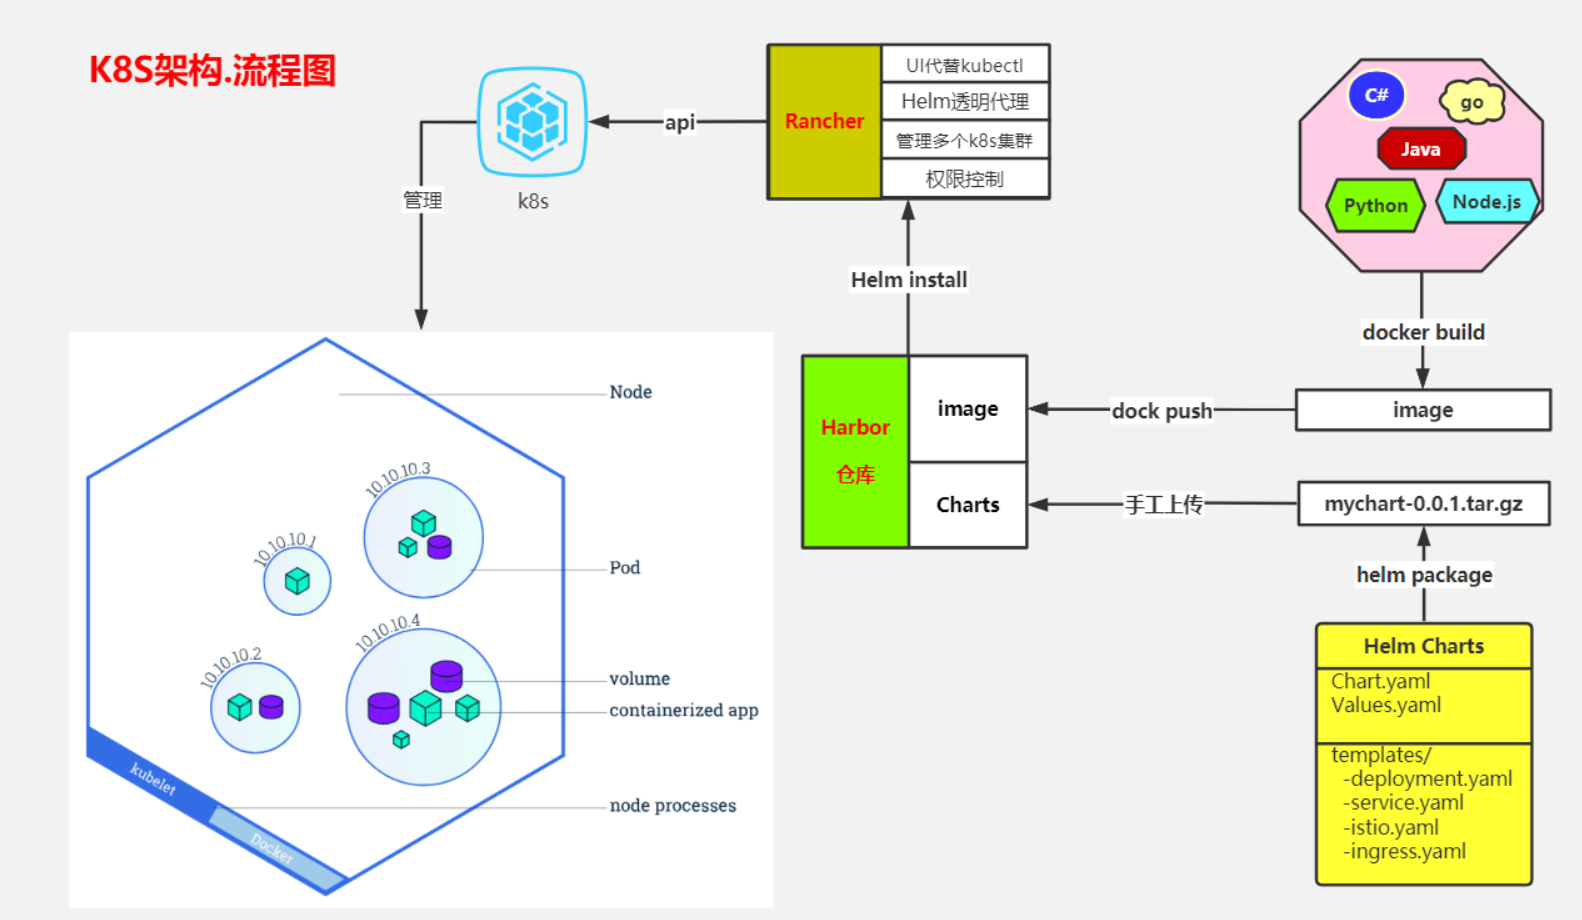 K8S架构.流程图
k8s
api
管理
Rancher
UI代替kubectl
Helm透明代理
管理多个k8s集群
权限控制
Helm install
C#
go
Java
Python
Node.js
docker build
image
dock push
Harbor
仓库
image
Charts
手工上传
mychart-0.0.1.tar.gz
helm package
Helm Charts
Chart.yaml
Values.yaml
templates/
-deployment.yaml
-service.yaml
-istio.yaml
-ingress.yaml
Node
10.10.10.3
10.10.10.1
Pod
10.10.10.4
10.10.10.2
volume
containerized app
kubelet
node processes
Docker